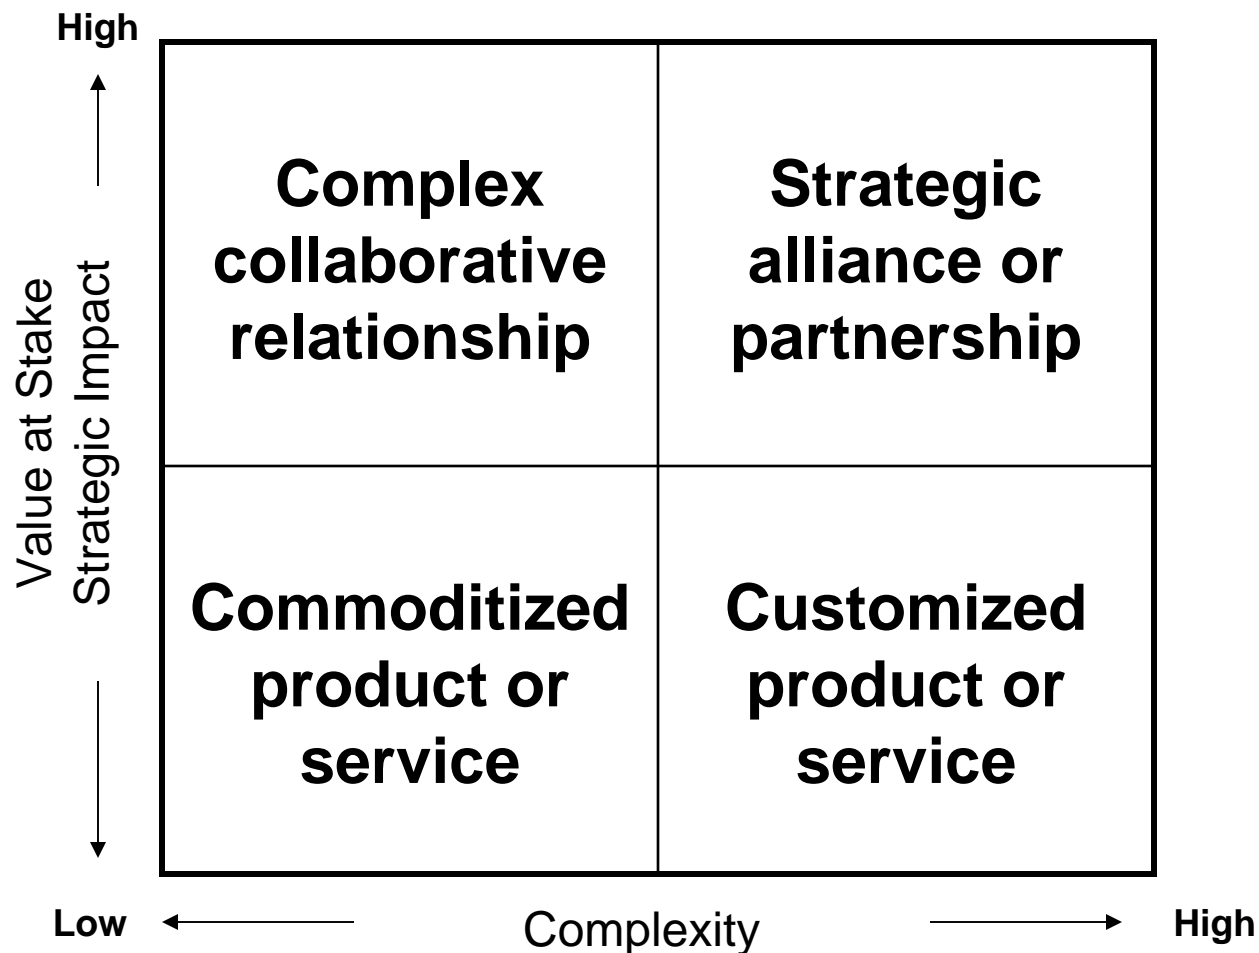 High
Complex
collaborative
relationship
Strategic
alliance or
partnership
Value at Stake
Strategic Impact
Commoditized
product or
service
Customized
product or
service
Low
Complexity
High